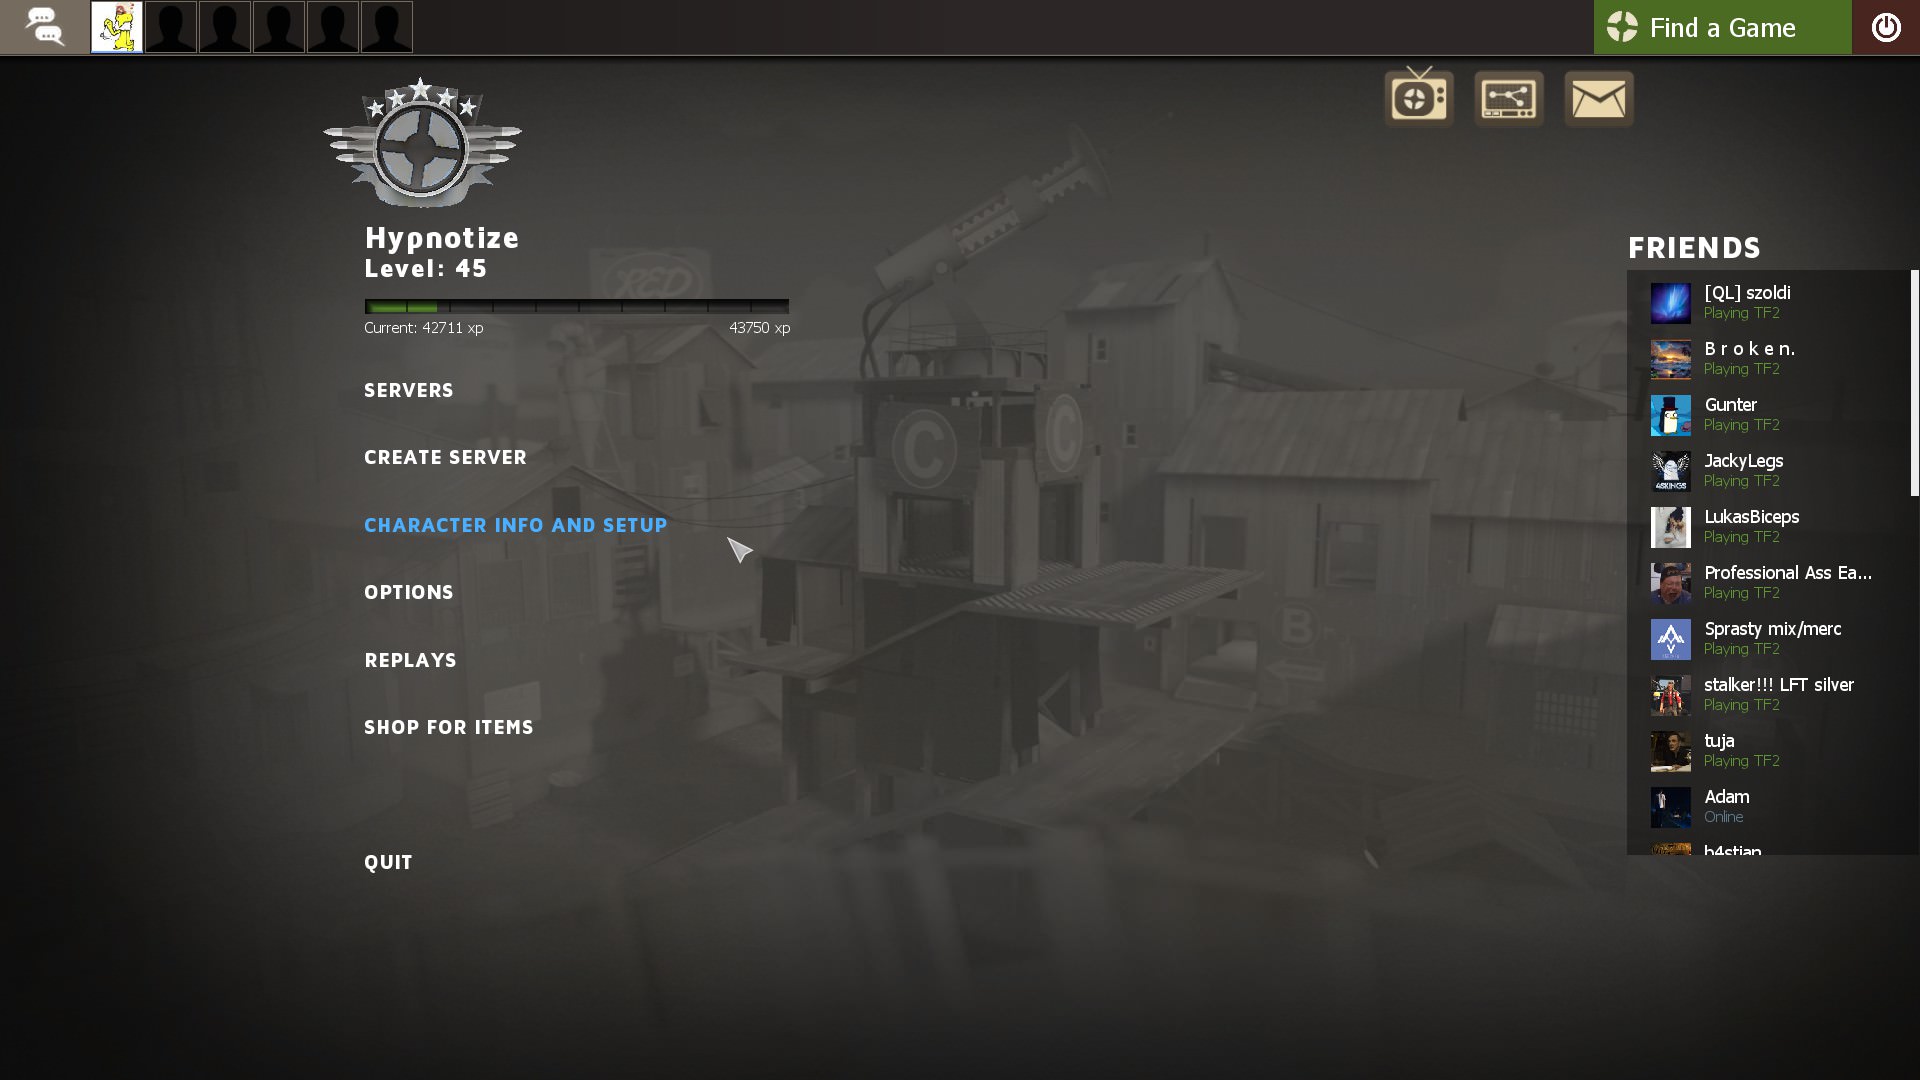 Find a Game
Hypnotize
Level: 45
Current: 42711 xp
43750 xp
SERVERS
CREATE SERVER
CHARACTER INFO AND SETUP
OPTIONS
REPLAYS
SHOP FOR ITEMS
QUIT
RED
C
C
B
FRIENDS
[QL] szoldi
Playing TF2
B r o k e n.
Playing TF2
Gunter
Playing TF2
JackyLegs
Playing TF2
LukasBiceps
Playing TF2
Professional Ass Ea...
Playing TF2
Sprasty mix/merc
Playing TF2
stalker!!! LFT silver
Playing TF2
tuja
Playing TF2
Adam
Online
b4stian